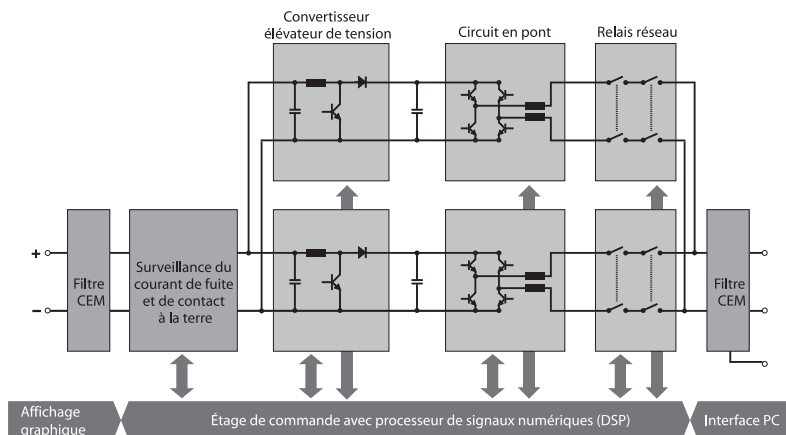 Convertisseur
élévateur de tension
Circuit en pont
Relais réseau
+
−
Filtre
CEM
Surveillance du
courant de fuite
et de contact
à la terre
Filtre
CEM
Affichage
graphique
Étage de commande avec processeur de signaux numériques (DSP)
Interface PC